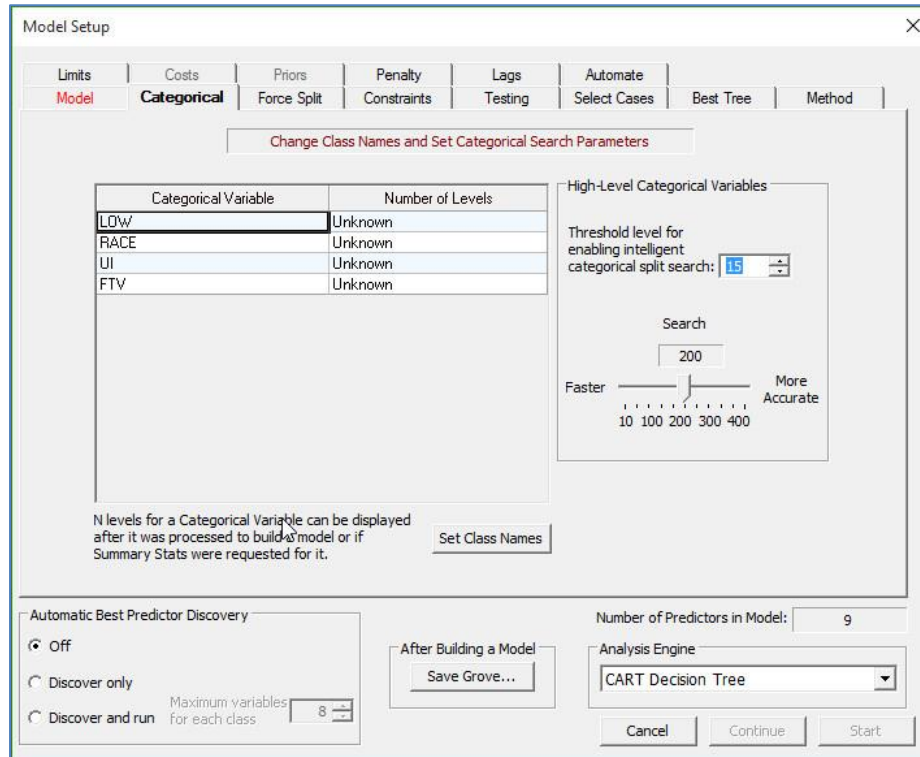 Model Setup
Limits Costs Priors Penalty Lags Automate
Model Categorical Force Split Constraints Testing Select Cases Best Tree Method
Change Class Names and Set Categorical Search Parameters
Categorical Variable Number of Levels
LOW Unknown
RACE Unknown
UI Unknown
FTV Unknown
N levels for a Categorical Variable can be displayed
after it was processed to build a model or if
Summary Stats were requested for it.
Set Class Names
High-Level Categorical Variables
Threshold level for
enabling intelligent
categorical split search: 15
Search
200
Faster More
Accurate
10 100 200 300 400
Automatic Best Predictor Discovery
Off
Discover only
Discover and run
Maximum variables
for each class 8
After Building a Model
Save Grove...
Number of Predictors in Model: 9
Analysis Engine
CART Decision Tree
Cancel Continue Start